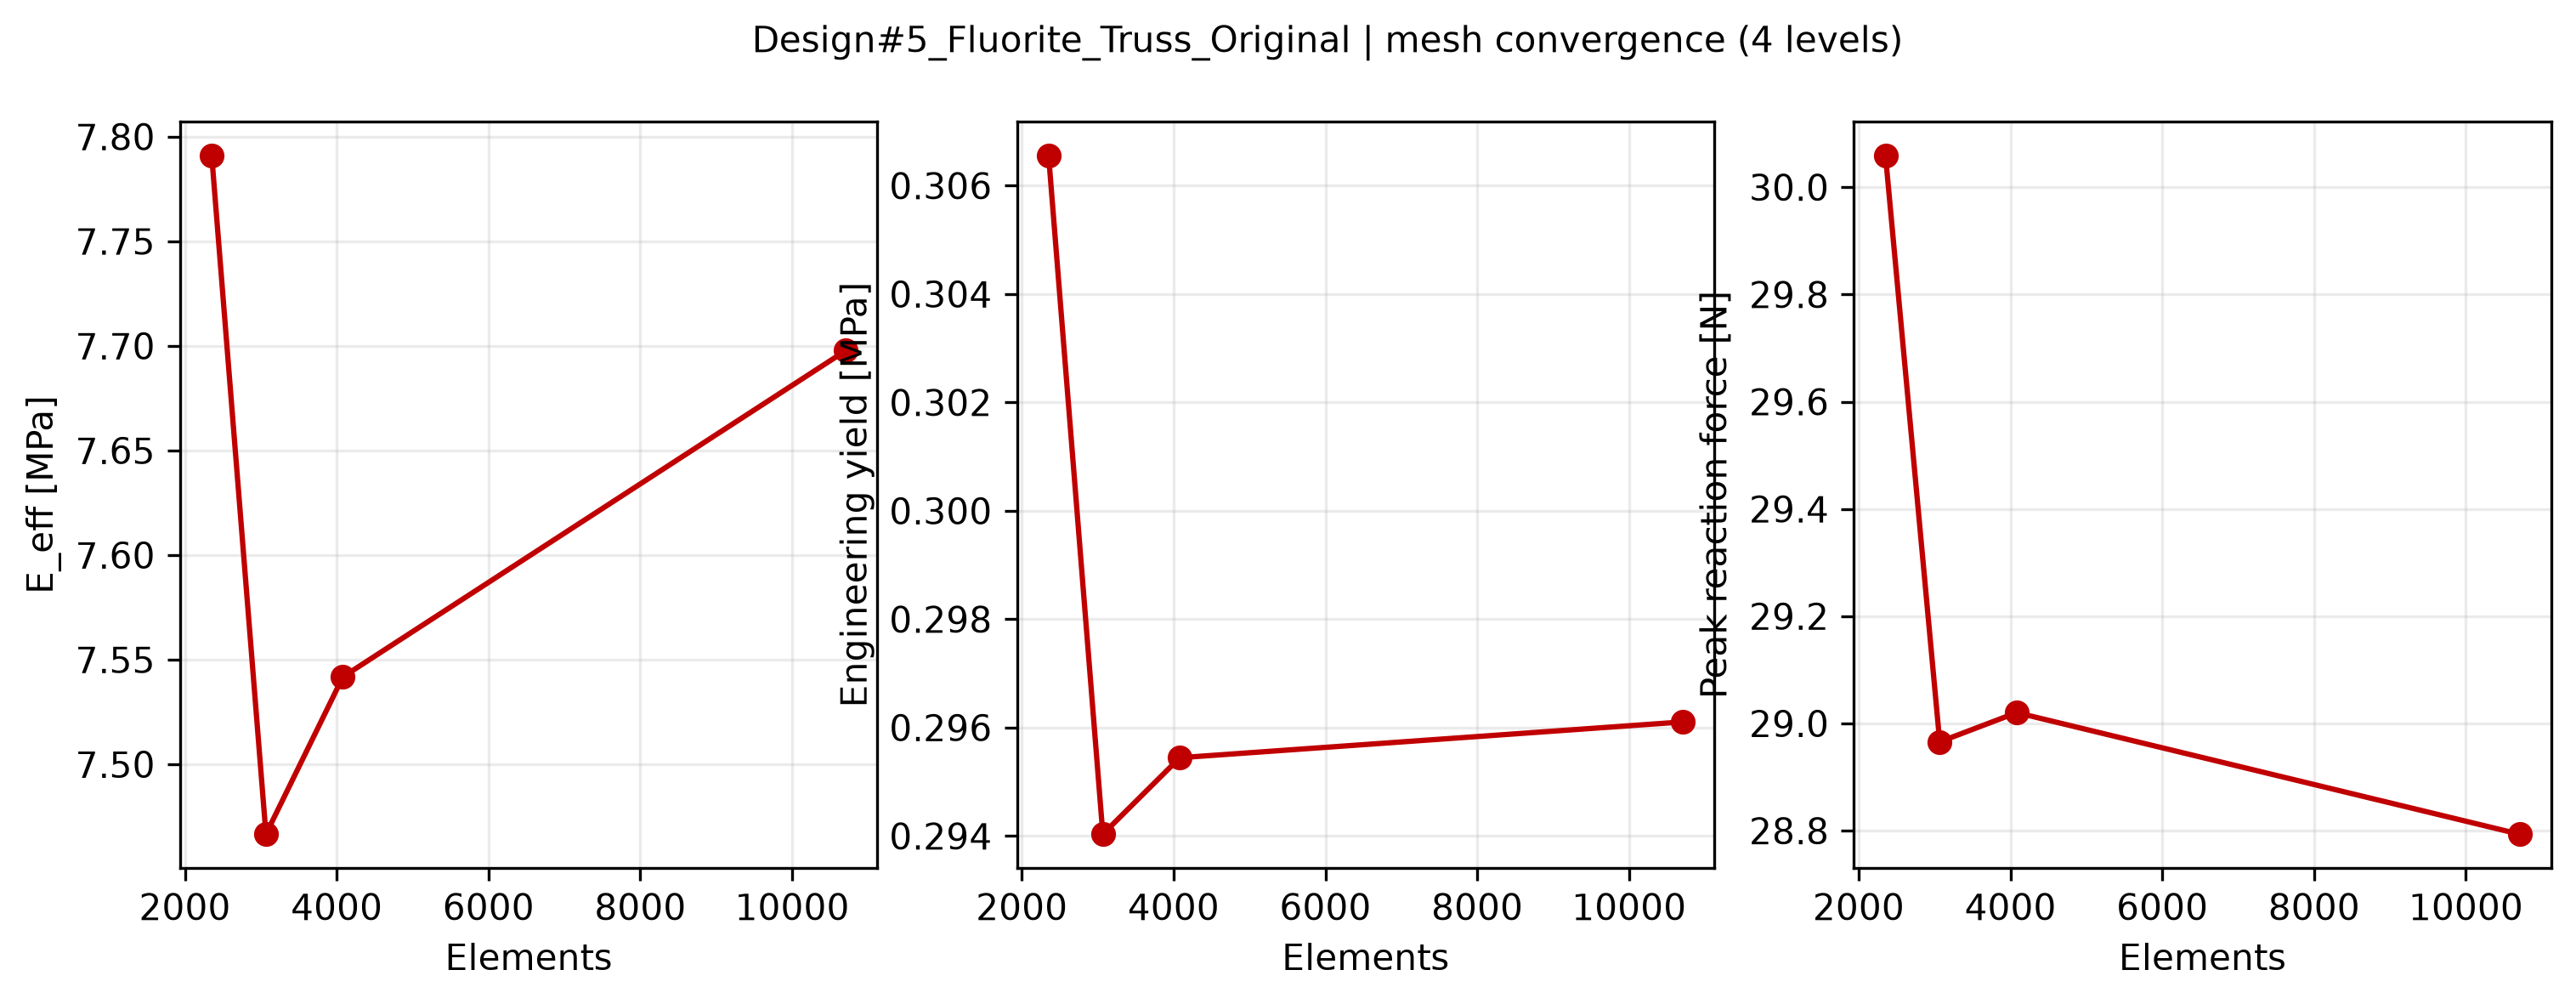 Design#5_Fluorite_Truss_Original | mesh convergence (4 levels)
E_eff [MPa]
7.80
7.75
7.70
7.65
7.60
7.55
7.50
2000 4000 6000 8000 10000
Elements
Engineering yield [MPa]
0.306
0.304
0.302
0.300
0.298
0.296
0.294
2000 4000 6000 8000 10000
Elements
Peak reaction force [N]
30.0
29.8
29.6
29.4
29.2
29.0
28.8
2000 4000 6000 8000 10000
Elements